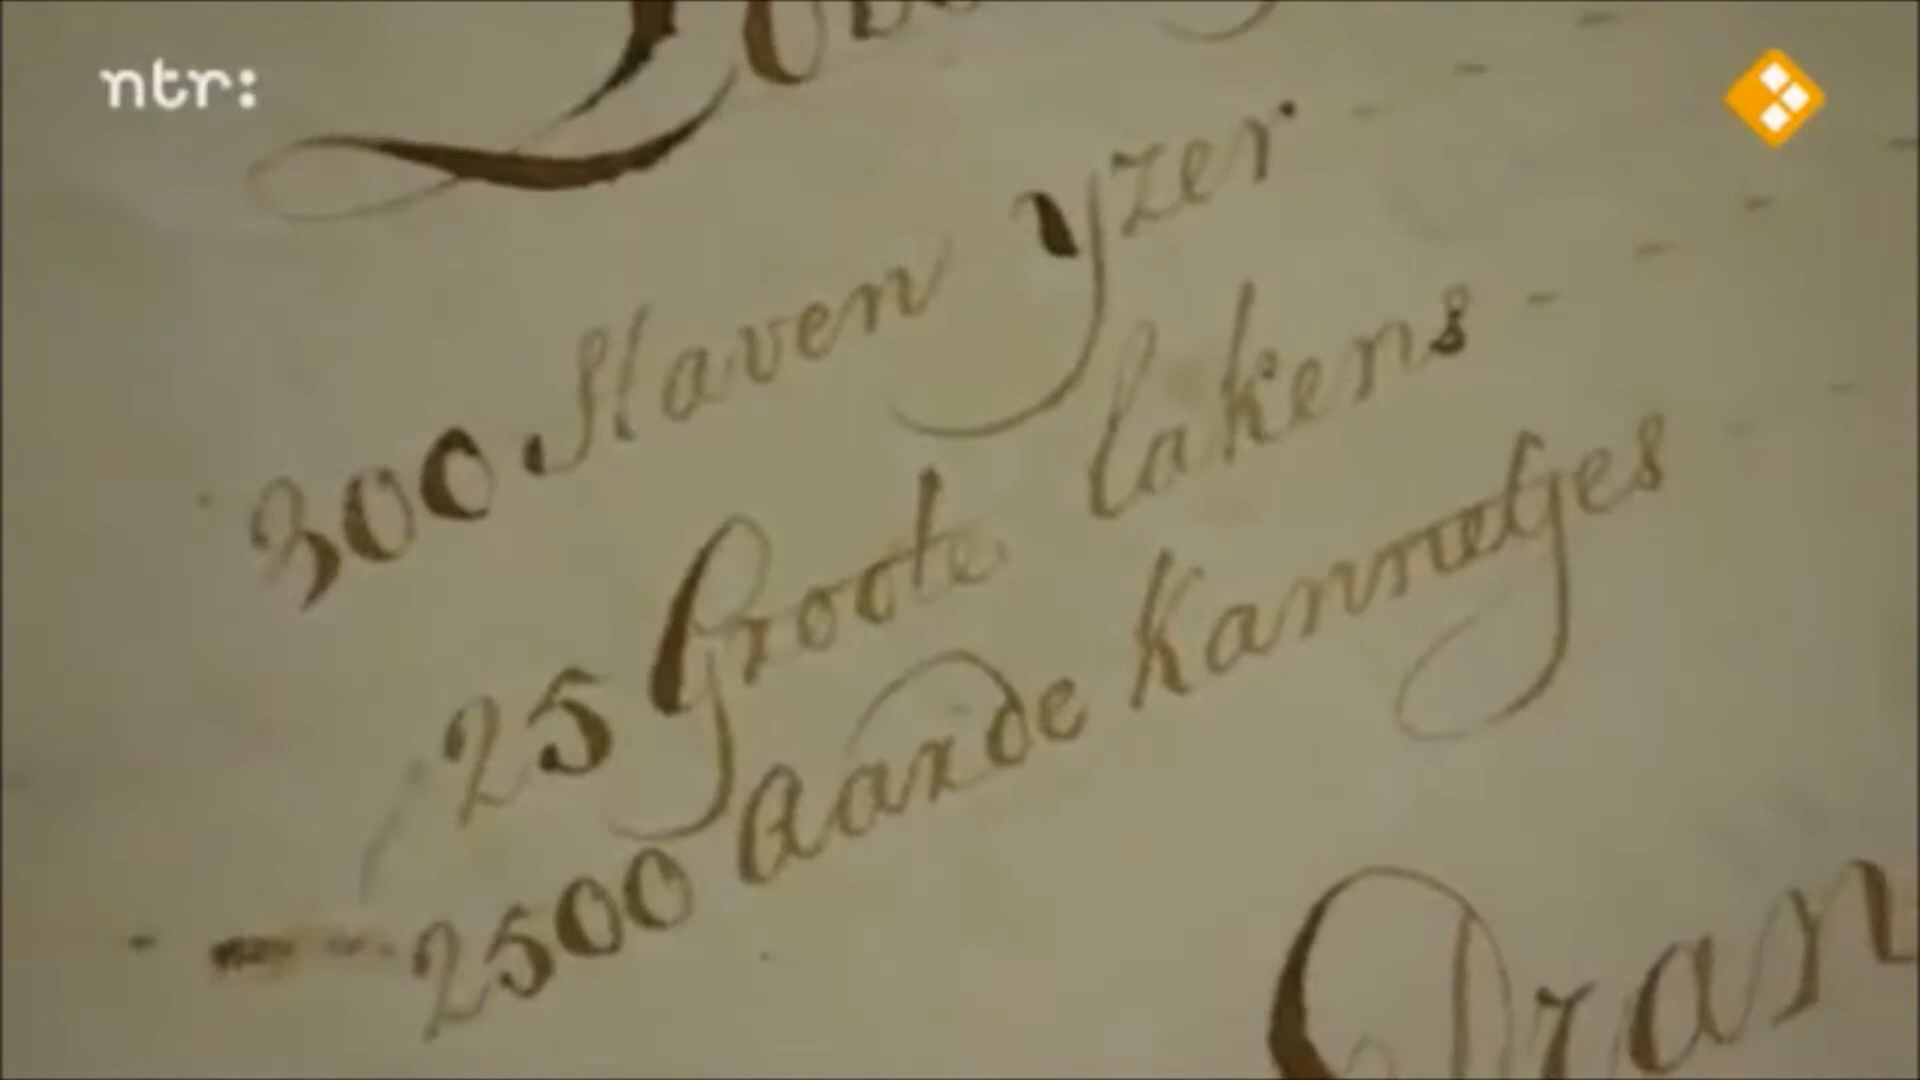 ntr:
300 Staven yzer
25 Groote lakens
2500 Aarde Kannetjes